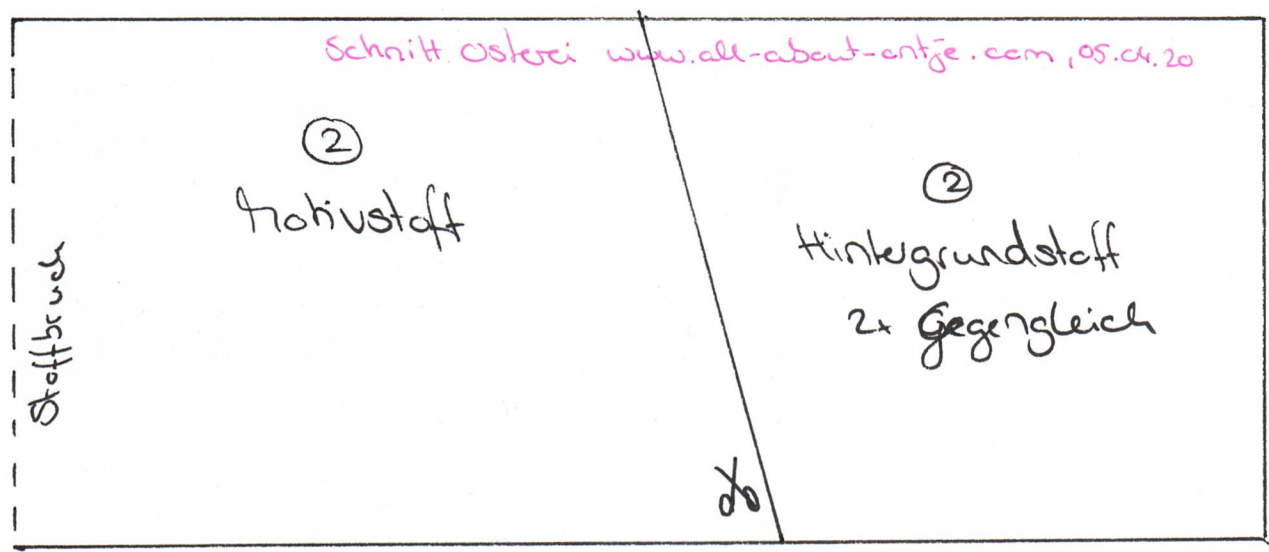 Schnitt Osterei www.all-about-antje.com, 05.04.20
2
Motivstoff
2
Hintergrundstoff
2x Gegengleich
Stoffbruch